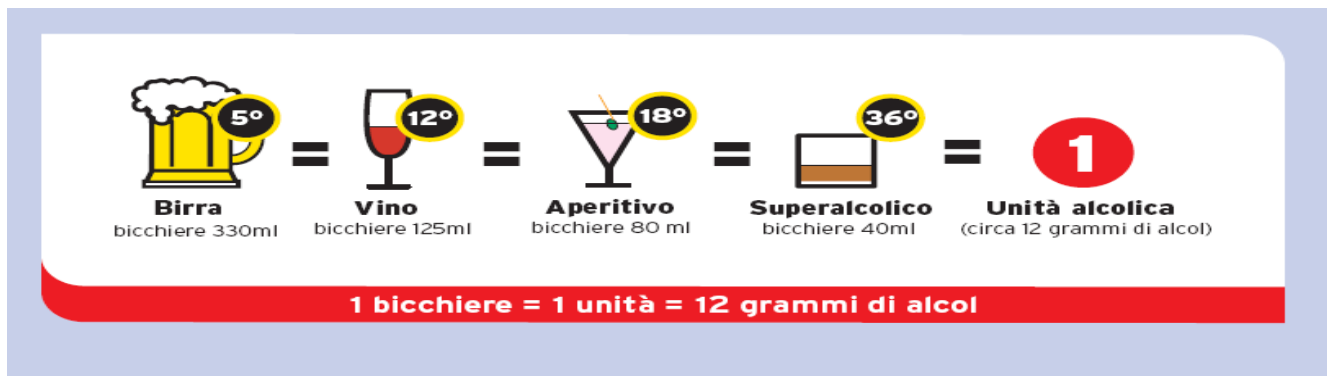 5°
12°
18°
36°
= = = = 1
Birra
bicchiere 330ml
Vino
bicchiere 125ml
Aperitivo
bicchiere 80 ml
Superalcolico
bicchiere 40ml
Unità alcolica
(circa 12 grammi di alcol)
1 bicchiere = 1 unità = 12 grammi di alcol